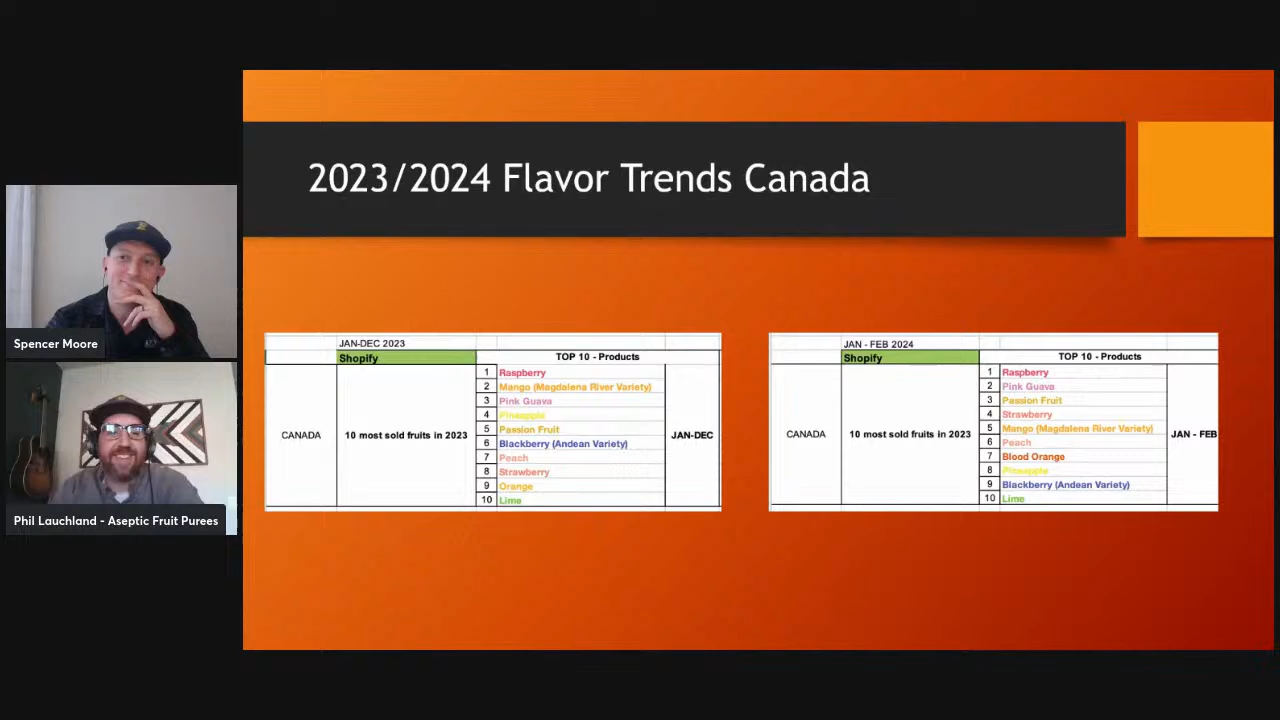 2023/2024 Flavor Trends Canada
Spencer Moore
Phil Lauchland - Aseptic Fruit Purees
JAN-DEC 2023
Shopify TOP 10 - Products
CANADA 10 most sold fruits in 2023 JAN-DEC
1 Raspberry
2 Mango (Magdalena River Variety)
3 Pink Guava
4 Pineapple
5 Passion Fruit
6 Blackberry (Andean Variety)
7 Peach
8 Strawberry
9 Orange
10 Lime
JAN - FEB 2024
Shopify TOP 10 - Products
CANADA 10 most sold fruits in 2023 JAN - FEB
1 Raspberry
2 Pink Guava
3 Passion Fruit
4 Strawberry
5 Mango (Magdalena River Variety)
6 Peach
7 Blood Orange
8 Pineapple
9 Blackberry (Andean Variety)
10 Lime